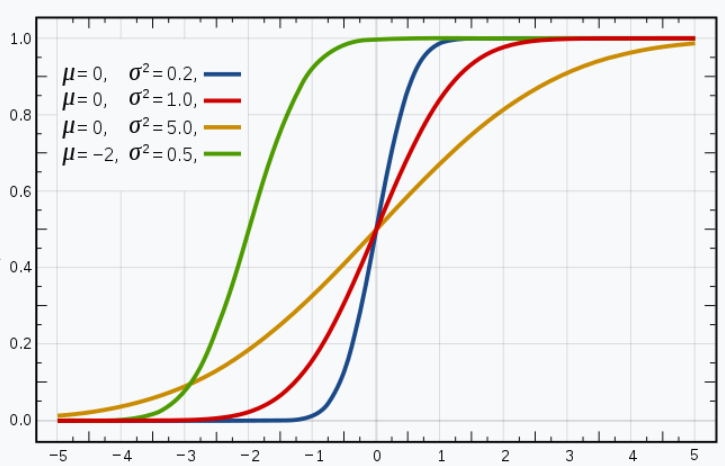 1.0
μ= 0, σ²=0.2,
μ= 0, σ²=1.0,
μ= 0, σ²=5.0,
μ= −2, σ²=0.5,
0.8
0.6
0.4
0.2
0.0
−5 −4 −3 −2 −1 0 1 2 3 4 5